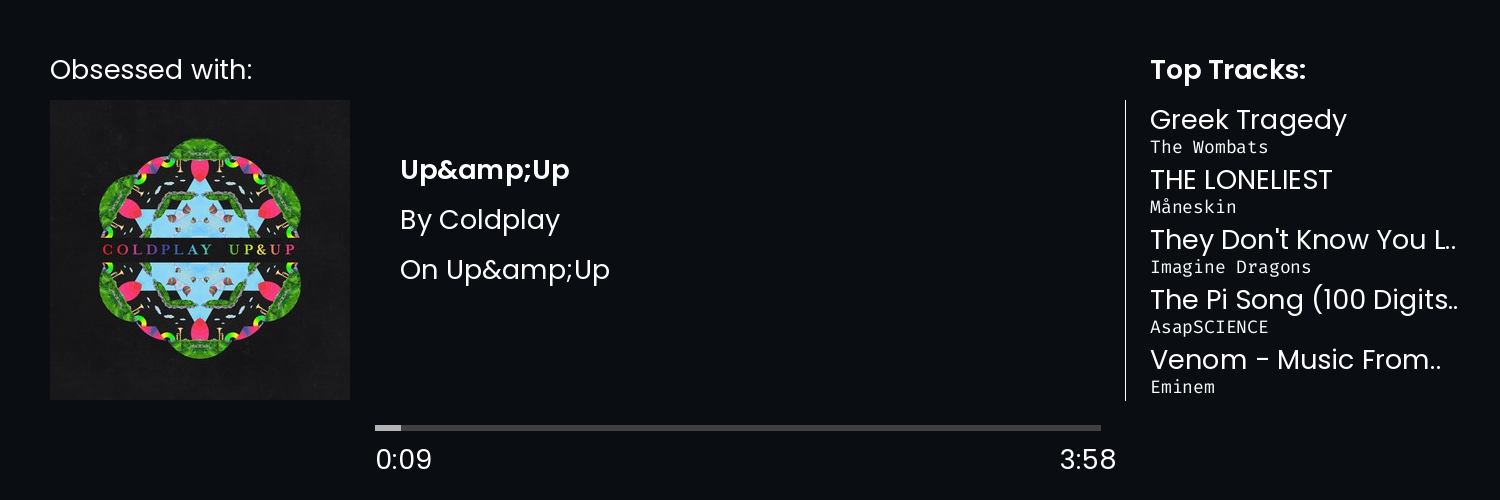 Obsessed with:
COLDPLAY UP&UP
Up&amp;Up
By Coldplay
On Up&amp;Up
0:09
3:58
Top Tracks:
Greek Tragedy
The Wombats
THE LONELIEST
Måneskin
They Don't Know You L..
Imagine Dragons
The Pi Song (100 Digits..
AsapSCIENCE
Venom - Music From..
Eminem